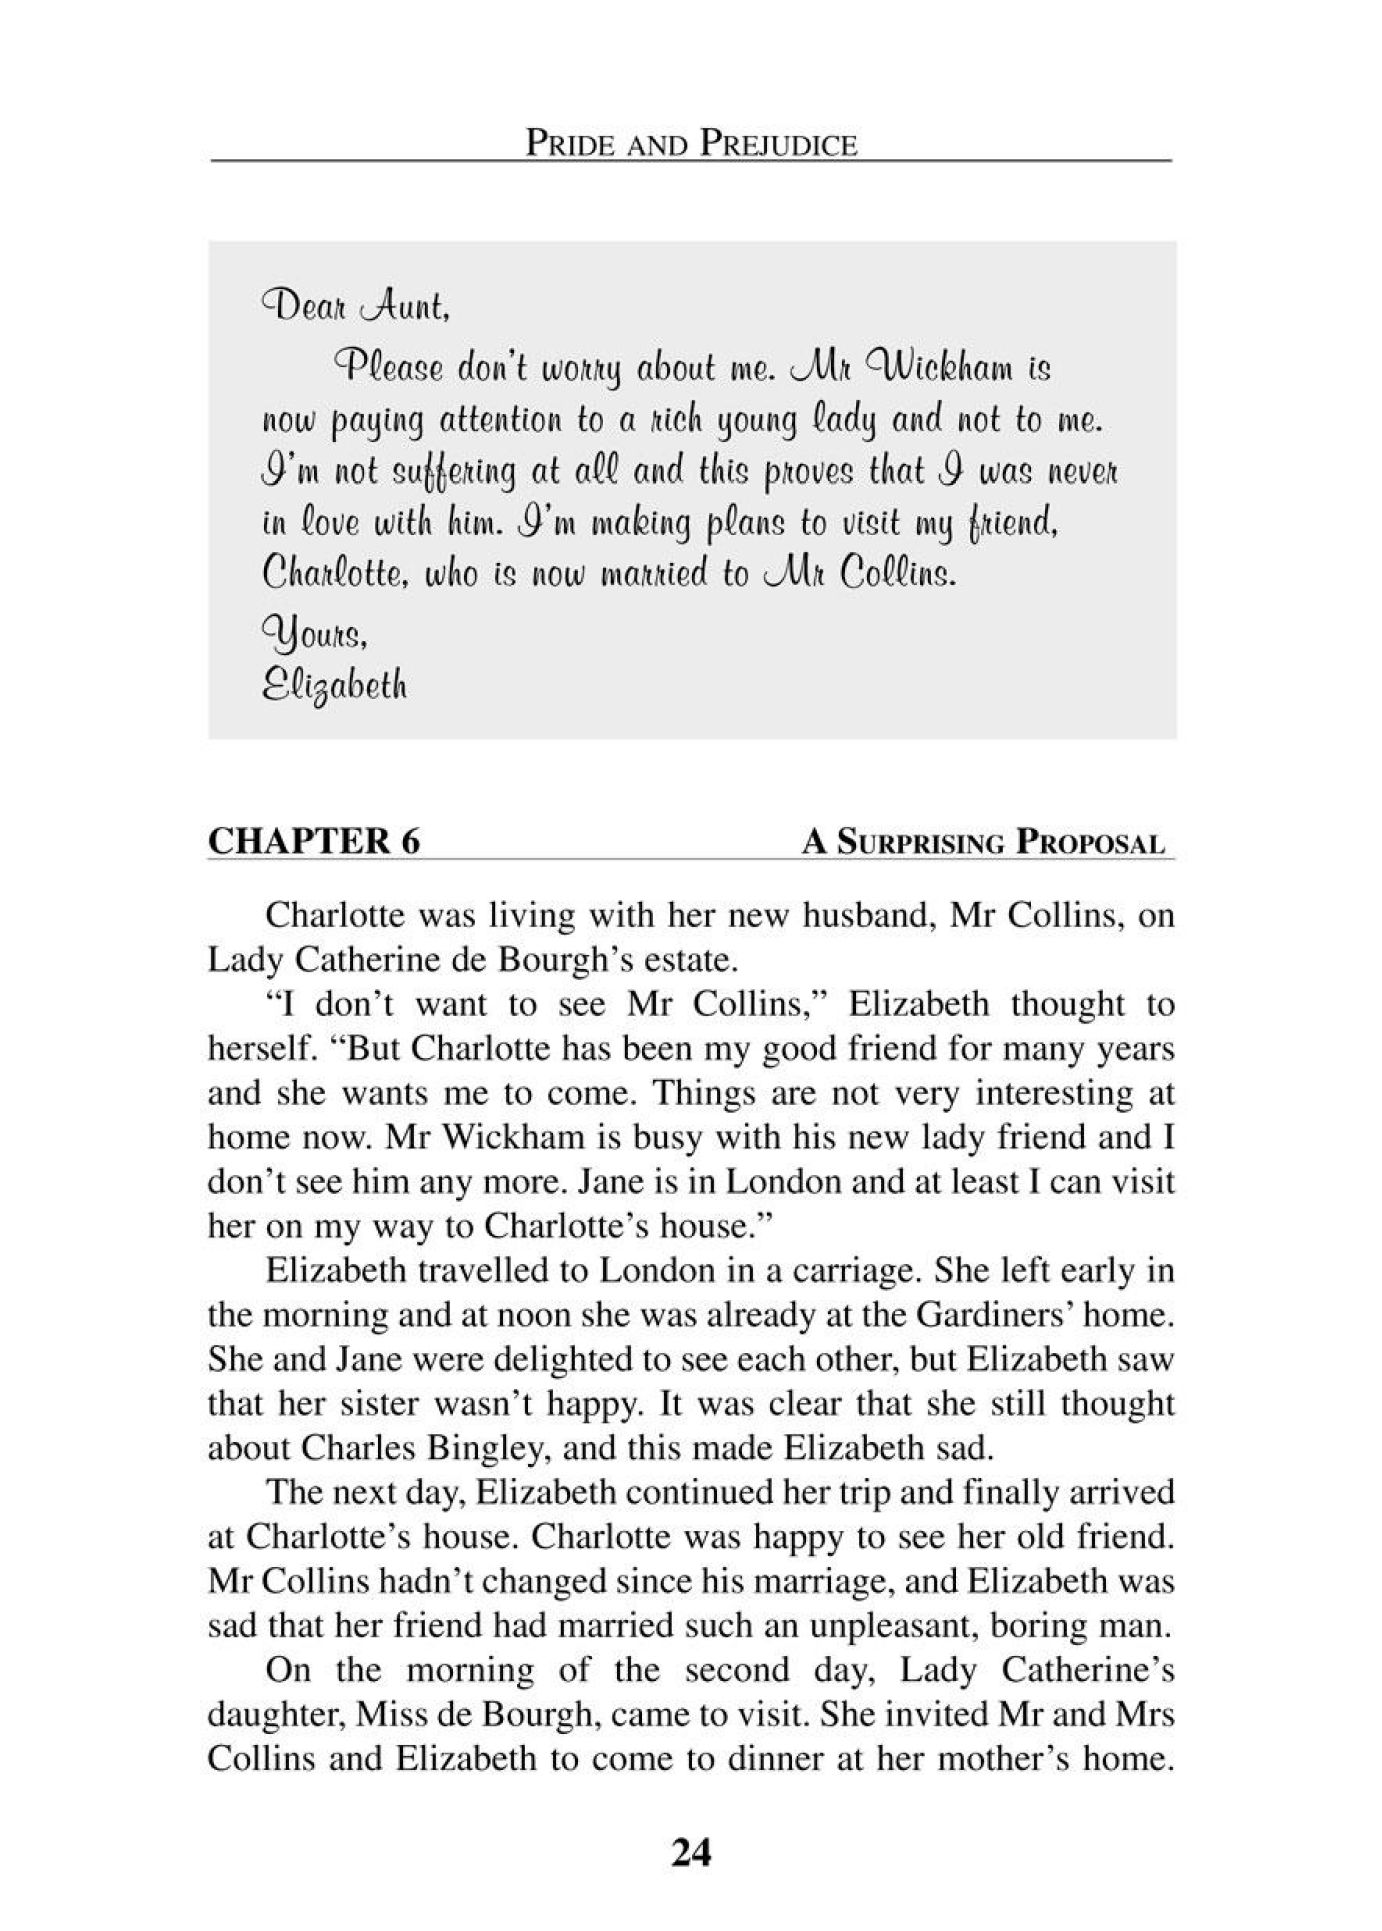 PRIDE AND PREJUDICE
Dear Aunt,
Please don't worry about me. Mr Wickham is
now paying attention to a rich young lady and not to me.
I'm not suffering at all and this proves that I was never
in love with him. I'm making plans to visit my friend,
Charlotte, who is now married to Mr Collins.
Yours,
Elizabeth
CHAPTER 6 A SURPRISING PROPOSAL
Charlotte was living with her new husband, Mr Collins, on
Lady Catherine de Bourgh's estate.
“I don't want to see Mr Collins,” Elizabeth thought to
herself. “But Charlotte has been my good friend for many years
and she wants me to come. Things are not very interesting at
home now. Mr Wickham is busy with his new lady friend and I
don't see him any more. Jane is in London and at least I can visit
her on my way to Charlotte's house.”
Elizabeth travelled to London in a carriage. She left early in
the morning and at noon she was already at the Gardiners' home.
She and Jane were delighted to see each other, but Elizabeth saw
that her sister wasn't happy. It was clear that she still thought
about Charles Bingley, and this made Elizabeth sad.
The next day, Elizabeth continued her trip and finally arrived
at Charlotte's house. Charlotte was happy to see her old friend.
Mr Collins hadn't changed since his marriage, and Elizabeth was
sad that her friend had married such an unpleasant, boring man.
On the morning of the second day, Lady Catherine's
daughter, Miss de Bourgh, came to visit. She invited Mr and Mrs
Collins and Elizabeth to come to dinner at her mother's home.
24